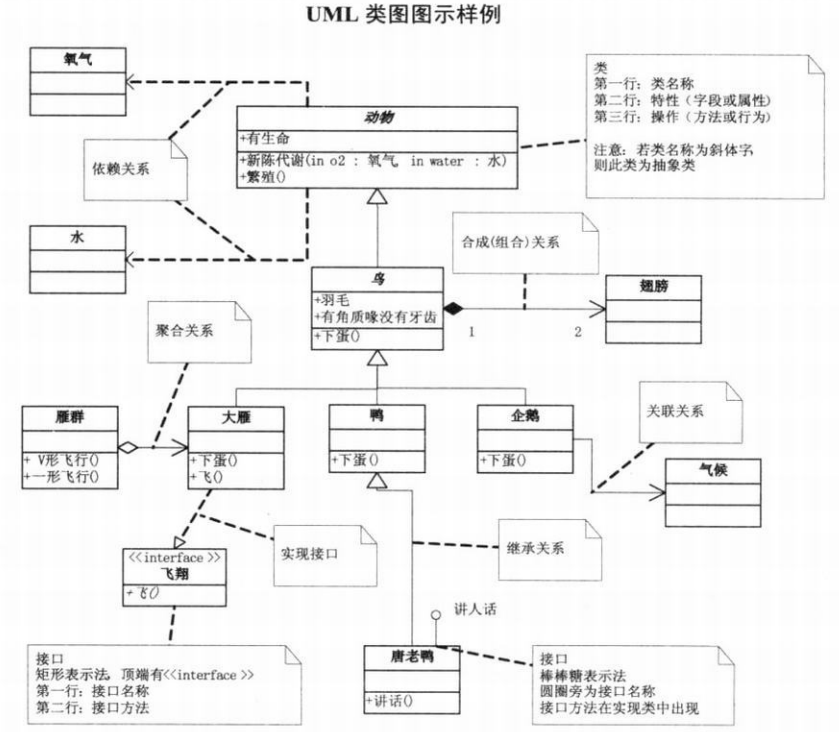 UML 类图图示样例
氧气
动物
+有生命
+新陈代谢(in o2 : 氧气, in water : 水)
+繁殖()
类
第一行：类名称
第二行：特性（字段或属性）
第三行：操作（方法或行为）
注意：若类名称为斜体字
则此类为抽象类
依赖关系
水
合成(组合)关系
鸟
+羽毛
+有角质喙没有牙齿
+下蛋()
1
2
翅膀
聚合关系
雁群
+ V形飞行()
+一形飞行()
大雁
+下蛋()
+飞()
鸭
+下蛋()
企鹅
+下蛋()
关联关系
气候
<<interface>>
飞翔
+飞()
实现接口
继承关系
讲人话
接口
矩形表示法，顶端有<<interface>>
第一行：接口名称
第二行：接口方法
唐老鸭
+讲话()
接口
棒棒糖表示法
圆圈旁为接口名称
接口方法在实现类中出现